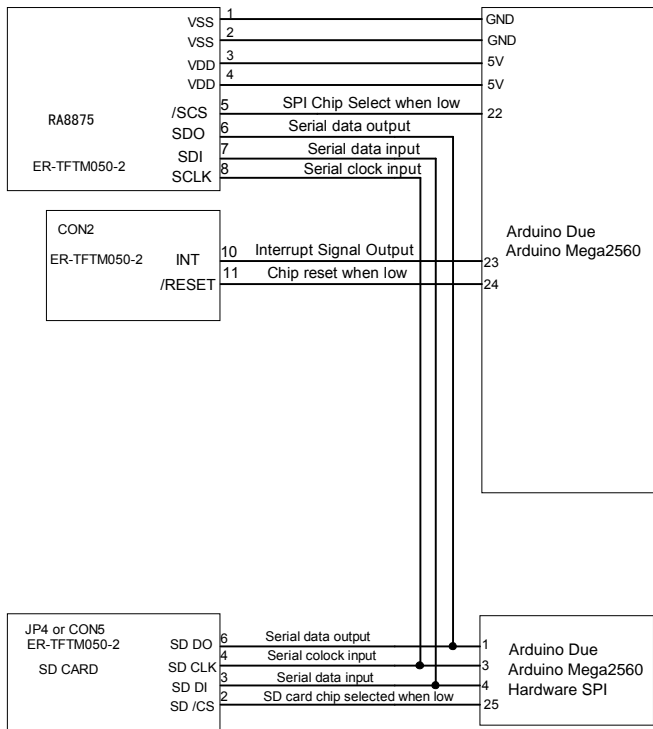 VSS 1 GND
VSS 2 GND
VDD 3 5V
VDD 4 5V
/SCS 5 SPI Chip Select when low 22
RA8875
SDO 6 Serial data output
SDI 7 Serial data input
ER-TFTM050-2
SCLK 8 Serial clock input
CON2
ER-TFTM050-2
INT 10 Interrupt Signal Output 23
/RESET 11 Chip reset when low 24
Arduino Due
Arduino Mega2560
JP4 or CON5
ER-TFTM050-2
SD CARD
SD DO 6 Serial data output 1
SD CLK 4 Serial colock input 3
SD DI 3 Serial data input 4
SD /CS 2 SD card chip selected when low 25
Arduino Due
Arduino Mega2560
Hardware SPI